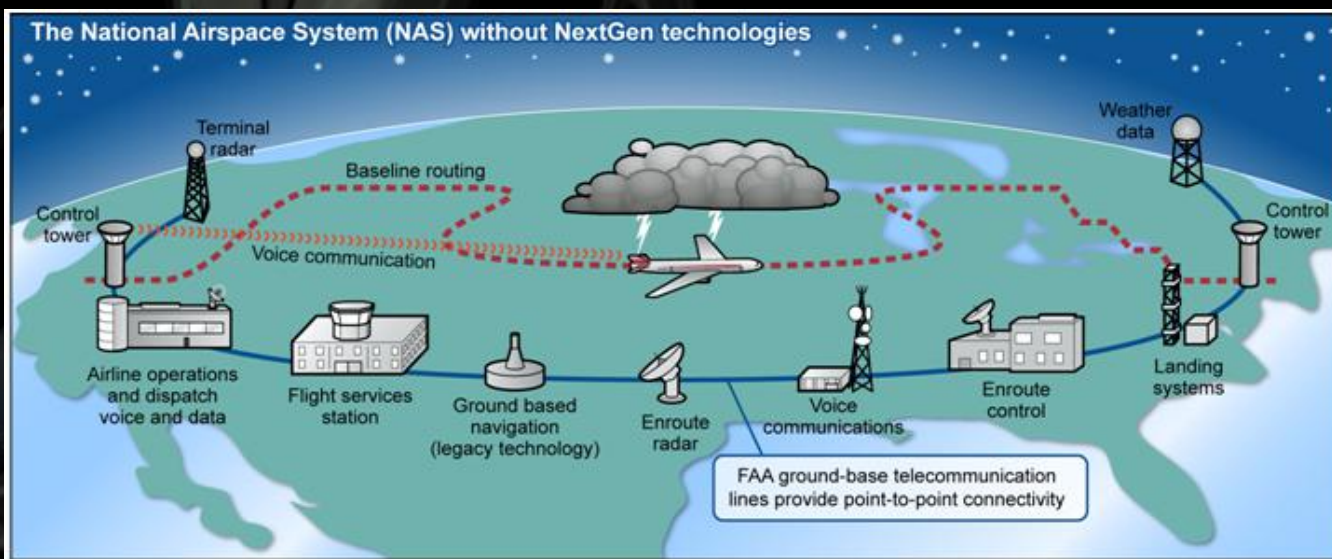 The National Airspace System (NAS) without NextGen technologies
Terminal
radar
Weather
data
Baseline routing
Control
tower
Control
tower
Voice communication
Airline operations
and dispatch
voice and data
Flight services
station
Ground based
navigation
(legacy technology)
Enroute
radar
Voice
communications
Enroute
control
Landing
systems
FAA ground-base telecommunication
lines provide point-to-point connectivity